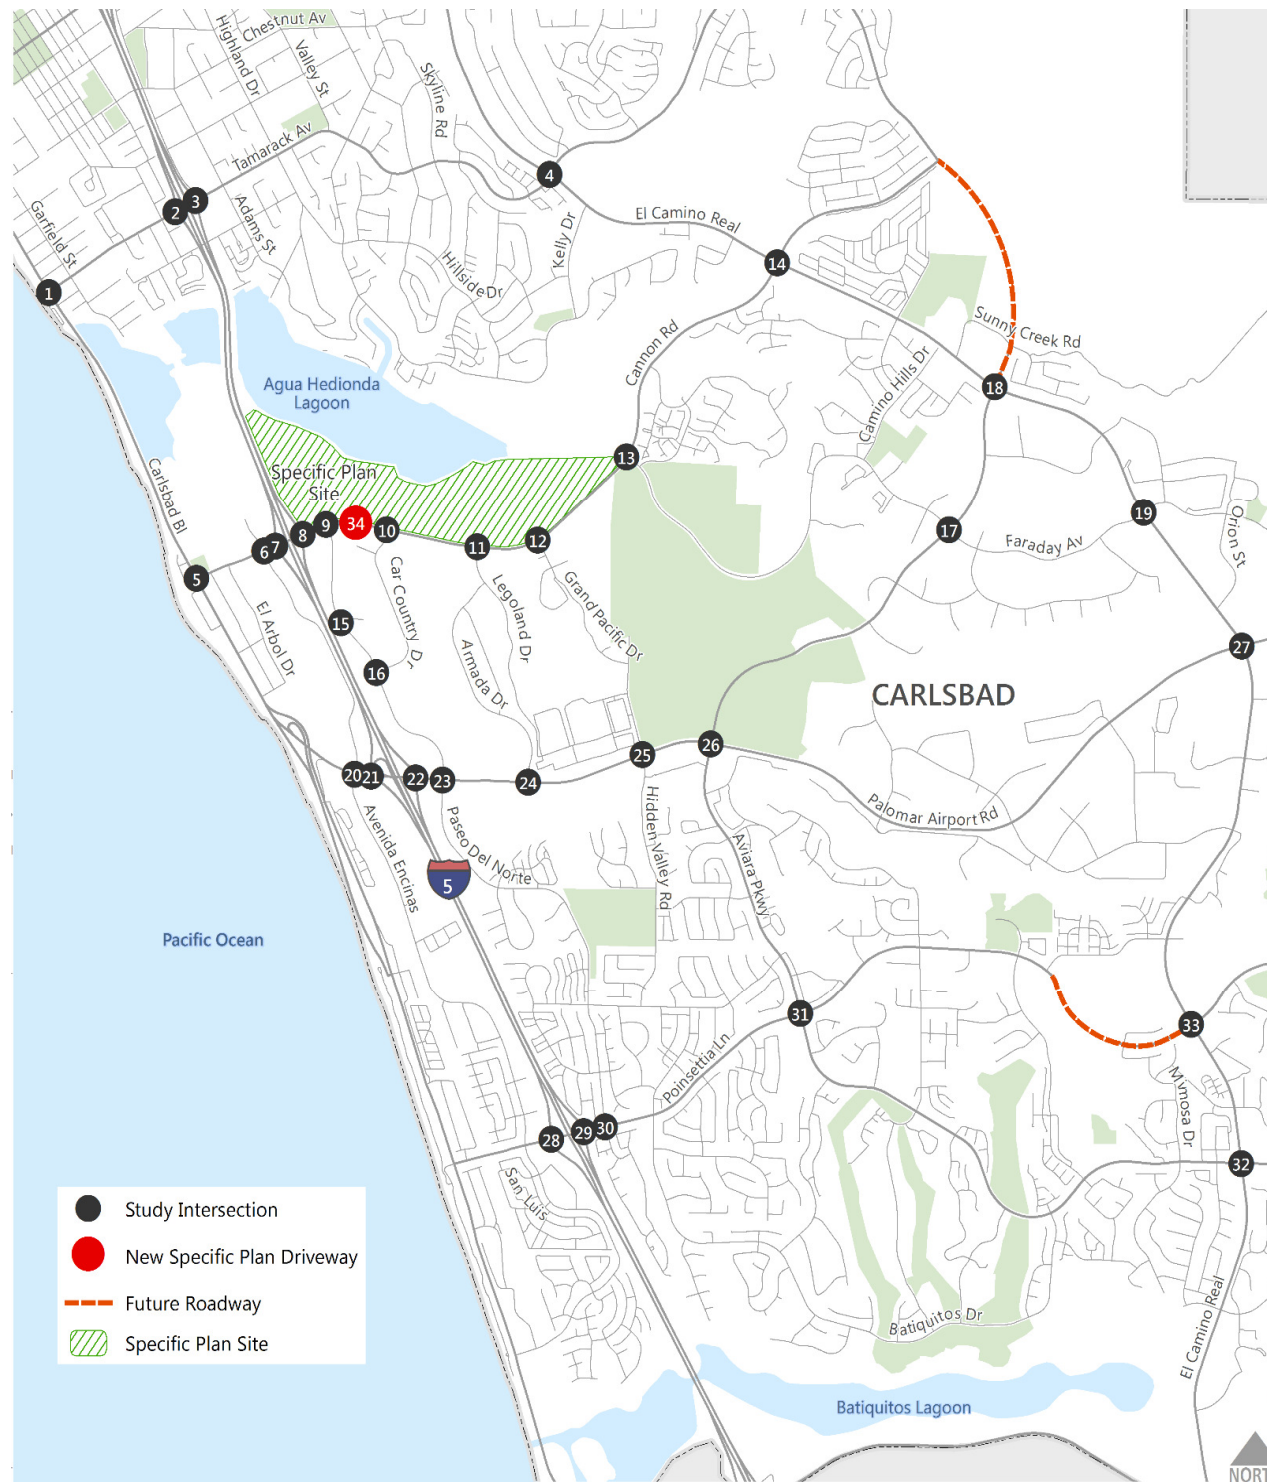 Chestnut Av
Highland Dr
Valley St
Skyline Rd
Tamarack Av
4
3
2
Garfield St
Adams St
Kelly Dr
El Camino Real
14
Hillside Dr
1
Sunny Creek Rd
Cannon Rd
Camino Hills Dr
Agua Hedionda
Lagoon
18
13
Carlsbad Bl
Specific Plan
Site
9
34
10
8
7
6
11
12
5
17
19
Faraday Av
Orion St
Car Country Dr
Legoland Dr
Grand Pacific Dr
El Arbol Dr
15
Armada Dr
16
27
CARLSBAD
26
25
20
21
22
23
24
Palomar Airport Rd
Hidden Valley Rd
Avenida Encinas
Paseo Del Norte
Aviara Pkwy
5
Pacific Ocean
31
33
Poinsettia Ln
Mimosa Dr
28
29
30
32
San Luis
Study Intersection
New Specific Plan Driveway
Future Roadway
Specific Plan Site
Batiquitos Dr
El Camino Real
Batiquitos Lagoon
NORT